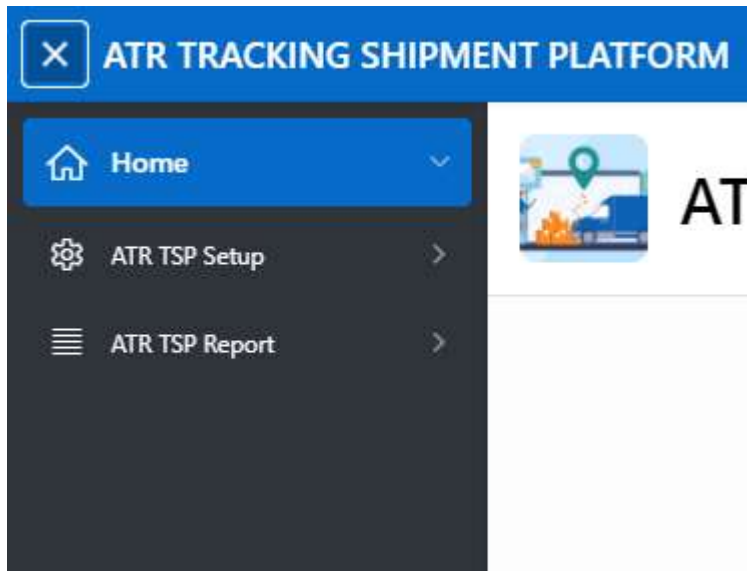 ATR TRACKING SHIPMENT PLATFORM
Home
AT
ATR TSP Setup
ATR TSP Report